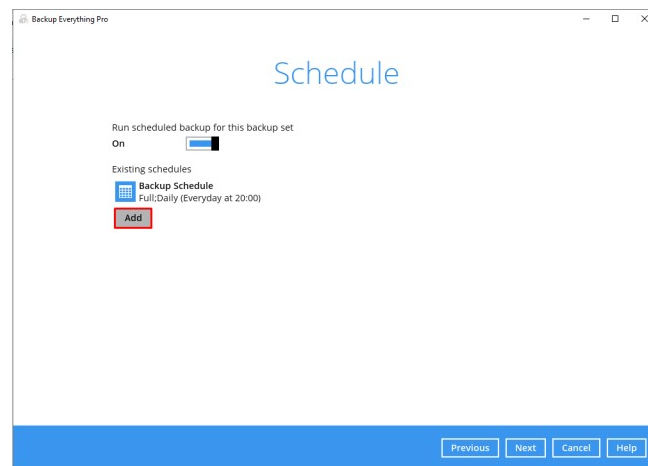 Backup Everything Pro
Schedule
Run scheduled backup for this backup set
On
Existing schedules
Backup Schedule
Full;Daily (Everyday at 20:00)
Add
Previous Next Cancel Help